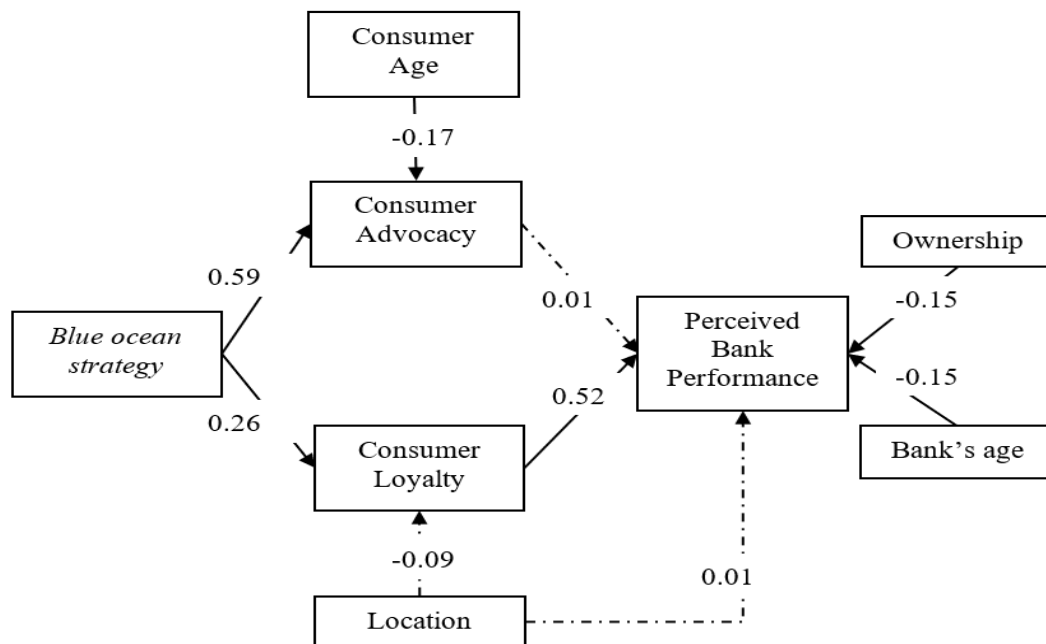 Consumer
Age
-0.17
Consumer
Advocacy
Ownership
0.59
0.01
-0.15
Blue ocean
strategy
Perceived
Bank
Performance
-0.15
0.26
0.52
Consumer
Loyalty
Bank’s age
-0.09
0.01
Location